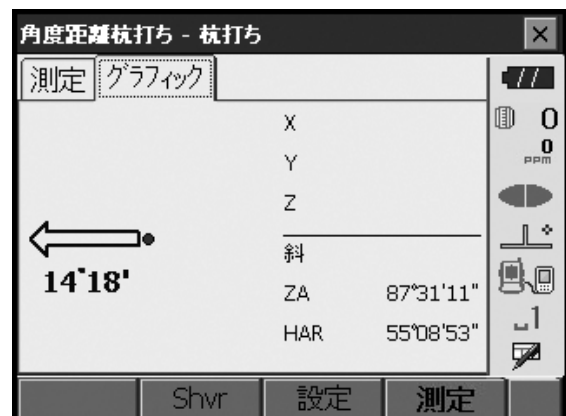 角度距離杭打ち - 杭打ち
測定 グラフィック
0
0
ppm
X
Y
Z
14°18'
斜
ZA 87°31'11"
HAR 55°08'53"
1
Shvr 設定 測定